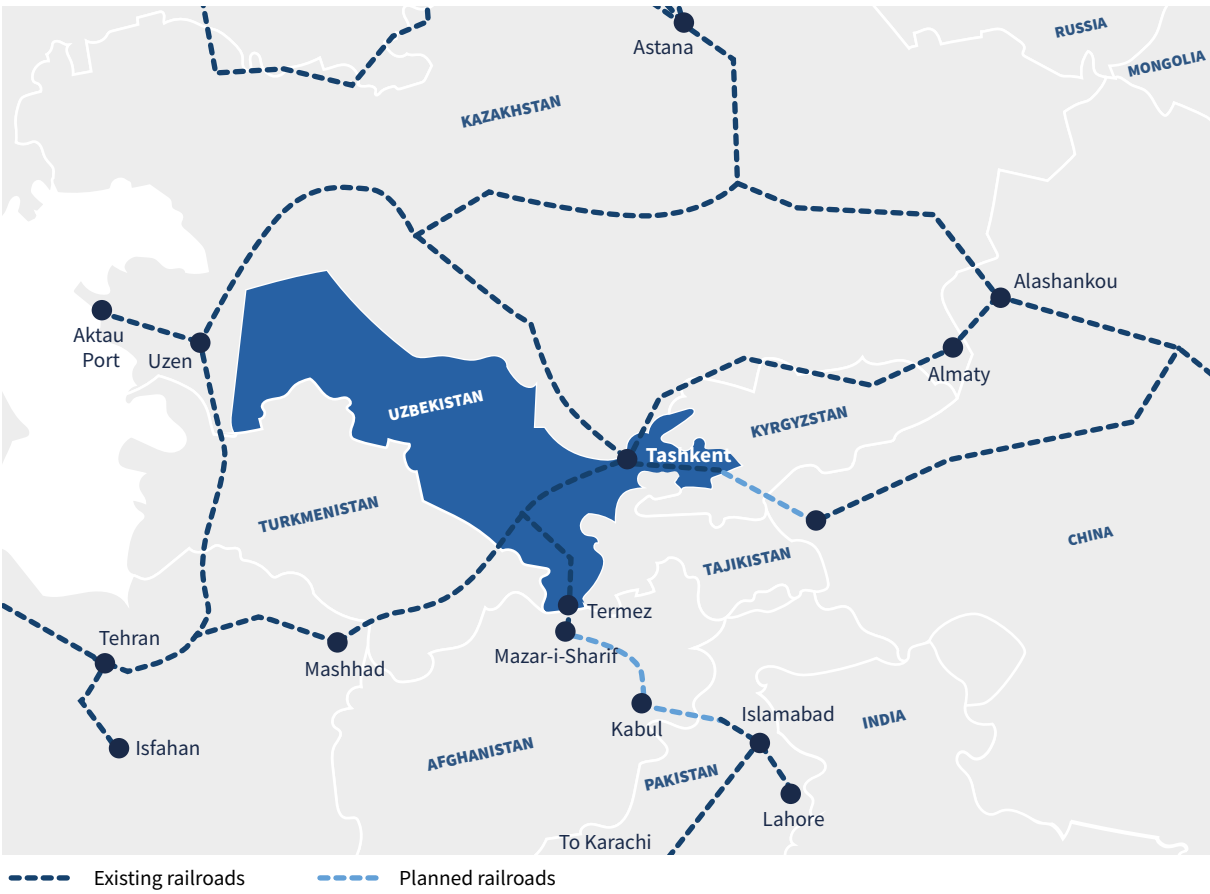 RUSSIA
Astana
MONGOLIA
KAZAKHSTAN
Alashankou
Aktau
Port
Uzen
Almaty
UZBEKISTAN
KYRGYZSTAN
Tashkent
TURKMENISTAN
CHINA
TAJIKISTAN
Termez
Tehran
Mazar-i-Sharif
Mashhad
Islamabad
INDIA
Kabul
Isfahan
AFGHANISTAN
PAKISTAN
Lahore
To Karachi
Existing railroads
Planned railroads